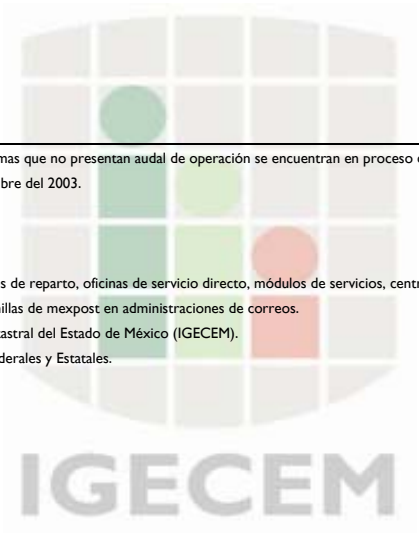 mas que no presentan audal de operación se encuentran en proceso
bre del 2003.
s de reparto, oficinas de servicio directo, módulos de servicios, centr
nillas de mexpost en administraciones de correos.
astral del Estado de México (IGECEM).
derales y Estatales.
IGECEM